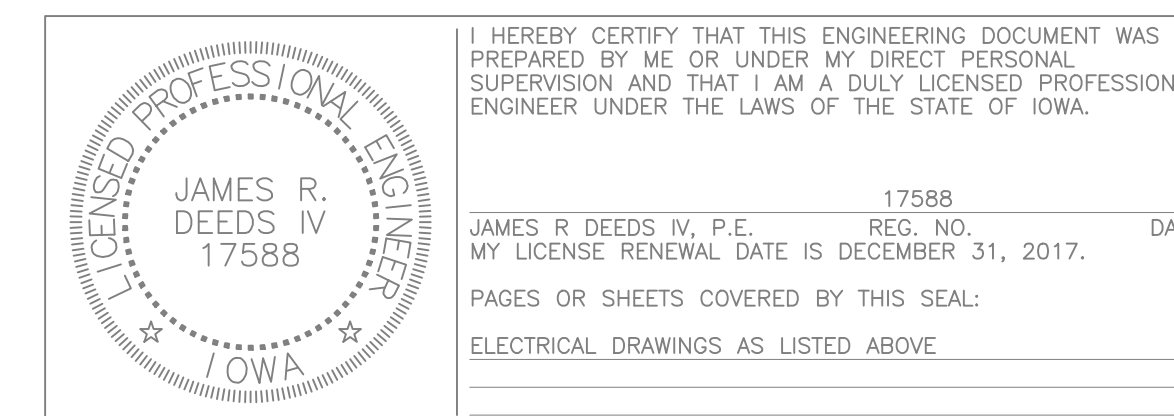 LICENSED PROFESSIONAL ENGINEER
JAMES R.
DEEDS IV
17588
IOWA
I HEREBY CERTIFY THAT THIS ENGINEERING DOCUMENT WAS
PREPARED BY ME OR UNDER MY DIRECT PERSONAL
SUPERVISION AND THAT I AM A DULY LICENSED PROFESSION
ENGINEER UNDER THE LAWS OF THE STATE OF IOWA.
17588
JAMES R DEEDS IV, P.E. REG. NO. DA
MY LICENSE RENEWAL DATE IS DECEMBER 31, 2017.
PAGES OR SHEETS COVERED BY THIS SEAL:
ELECTRICAL DRAWINGS AS LISTED ABOVE